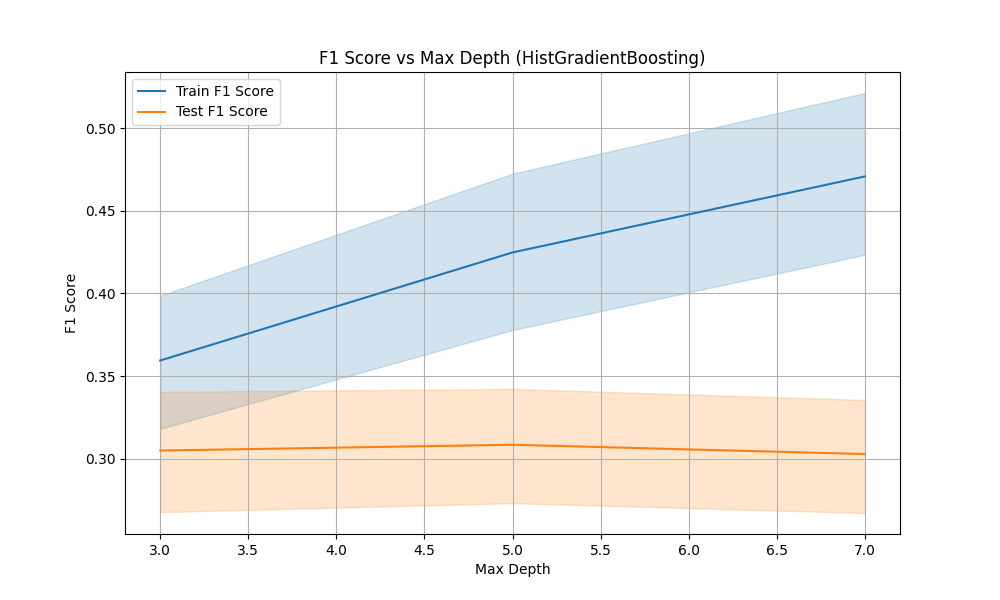 F1 Score vs Max Depth (HistGradientBoosting)
Train F1 Score
Test F1 Score
F1 Score
0.50
0.45
0.40
0.35
0.30
3.0 3.5 4.0 4.5 5.0 5.5 6.0 6.5 7.0
Max Depth